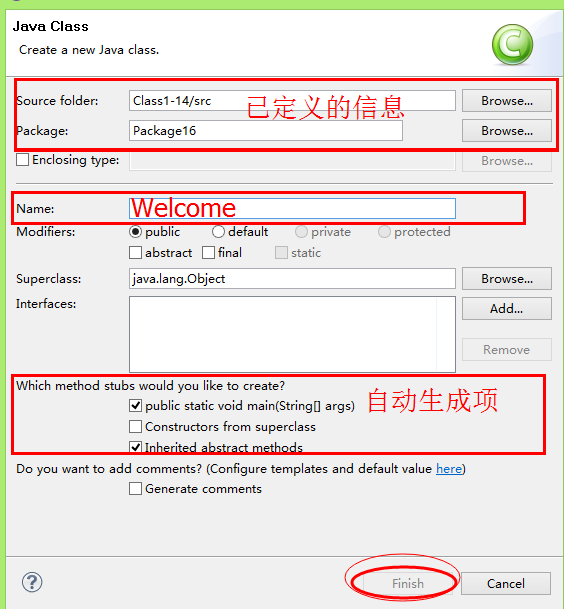 Java Class
Create a new Java class.
C
Source folder: Class1-14/src Browse...
已定义的信息
Package: Package16 Browse...
Enclosing type: Browse...
Name: Welcome
Modifiers: public default private protected
abstract final static
Superclass: java.lang.Object Browse...
Interfaces: Add...
Remove
Which method stubs would you like to create?
public static void main(String[] args) 自动生成项
Constructors from superclass
Inherited abstract methods
Do you want to add comments? (Configure templates and default value here)
Generate comments
? Finish Cancel